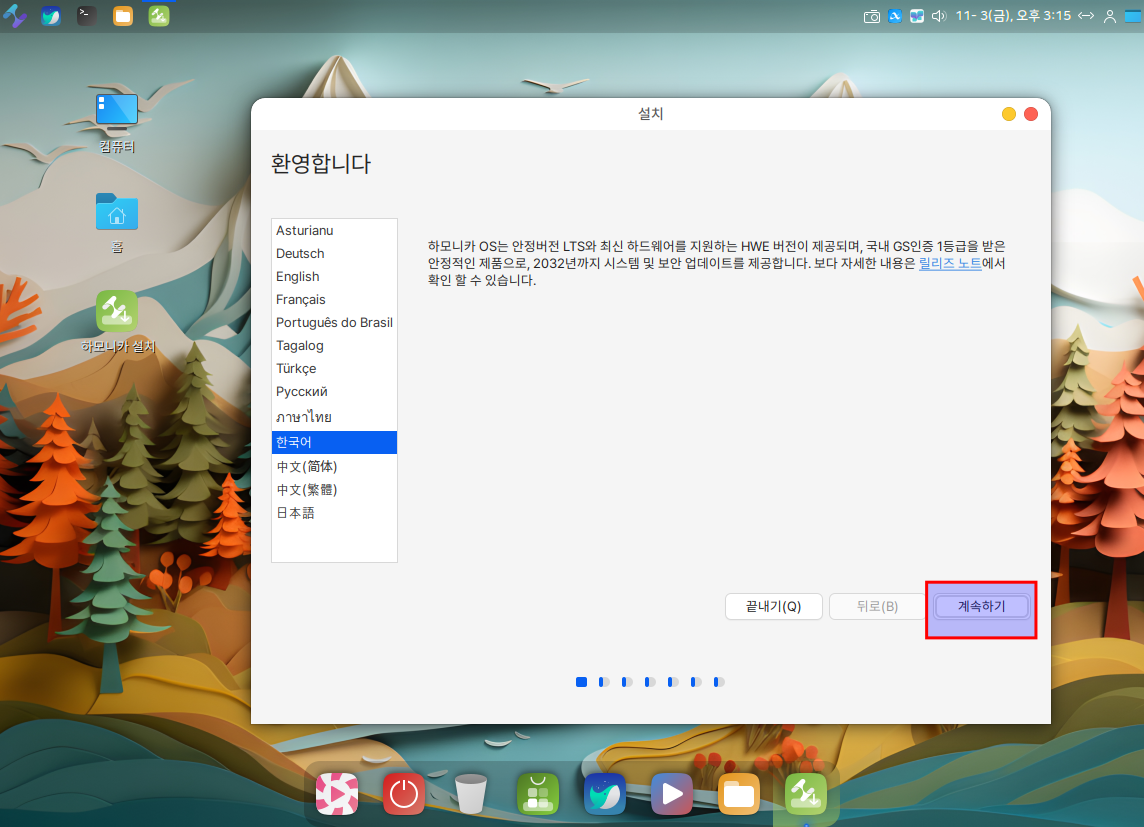 11- 3(금), 오후 3:15
컴퓨터
홈
하모니카 설치
설치
환영합니다
Asturianu
Deutsch
English
Français
Português do Brasil
Tagalog
Türkçe
Русский
ภาษาไทย
한국어
中文(简体)
中文(繁體)
日本語
하모니카 OS는 안정버전 LTS와 최신 하드웨어를 지원하는 HWE 버전이 제공되며, 국내 GS인증 1등급을 받은
안정적인 제품으로, 2032년까지 시스템 및 보안 업데이트를 제공합니다. 보다 자세한 내용은 릴리즈 노트에서
확인 할 수 있습니다.
끝내기(Q)
뒤로(B)
계속하기